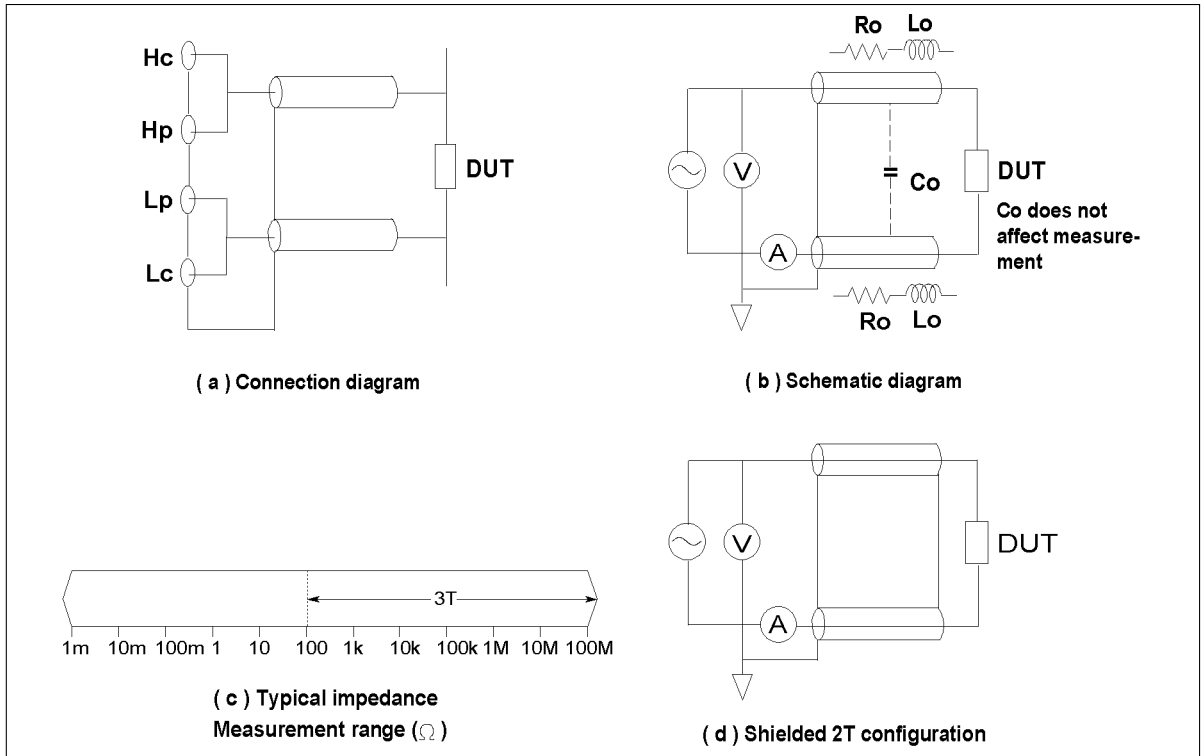 Hc
Hp
Lp
Lc
DUT
( a ) Connection diagram
Ro Lo
V
Co
DUT
Co does not
affect measure-
ment
A
Ro Lo
( b ) Schematic diagram
3T
1m 10m 100m 1 10 100 1k 10k 100k 1M 10M 100M
( c ) Typical impedance
Measurement range (Ω)
V
DUT
A
( d ) Shielded 2T configuration